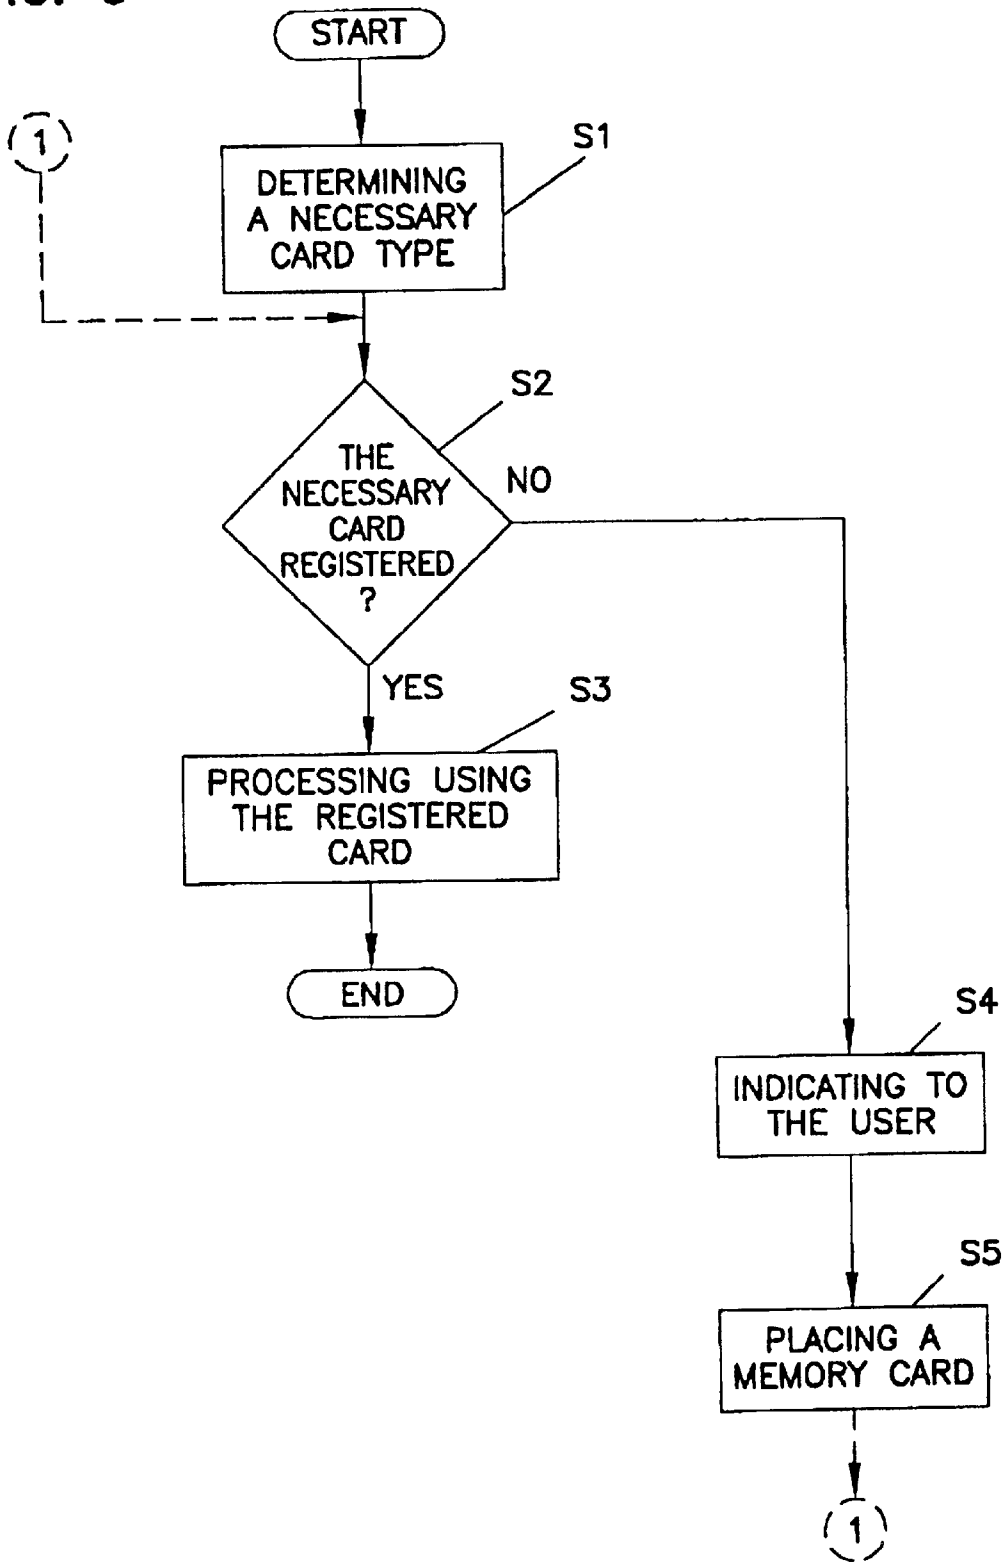 START
1
S1
DETERMINING
A NECESSARY
CARD TYPE
S2
THE
NECESSARY
CARD
REGISTERED
?
NO
YES
S3
PROCESSING USING
THE REGISTERED
CARD
END
S4
INDICATING TO
THE USER
S5
PLACING A
MEMORY CARD
1